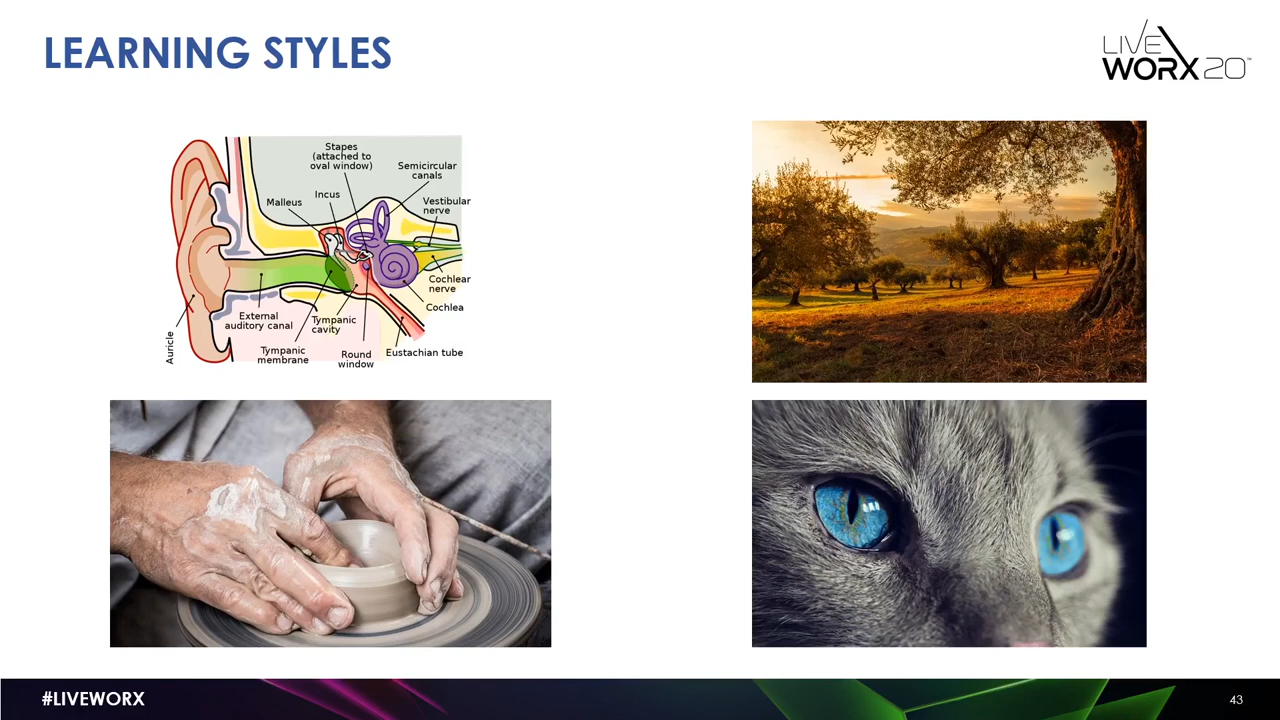 LEARNING STYLES
LIVE
WORX 20™
Stapes
(attached to
oval window)
Semicircular
canals
Incus
Malleus
Vestibular
nerve
Cochlear
nerve
Cochlea
External
auditory canal
Tympanic
cavity
Tympanic
membrane
Round
window
Eustachian tube
Auricle
#LIVEWORX
43